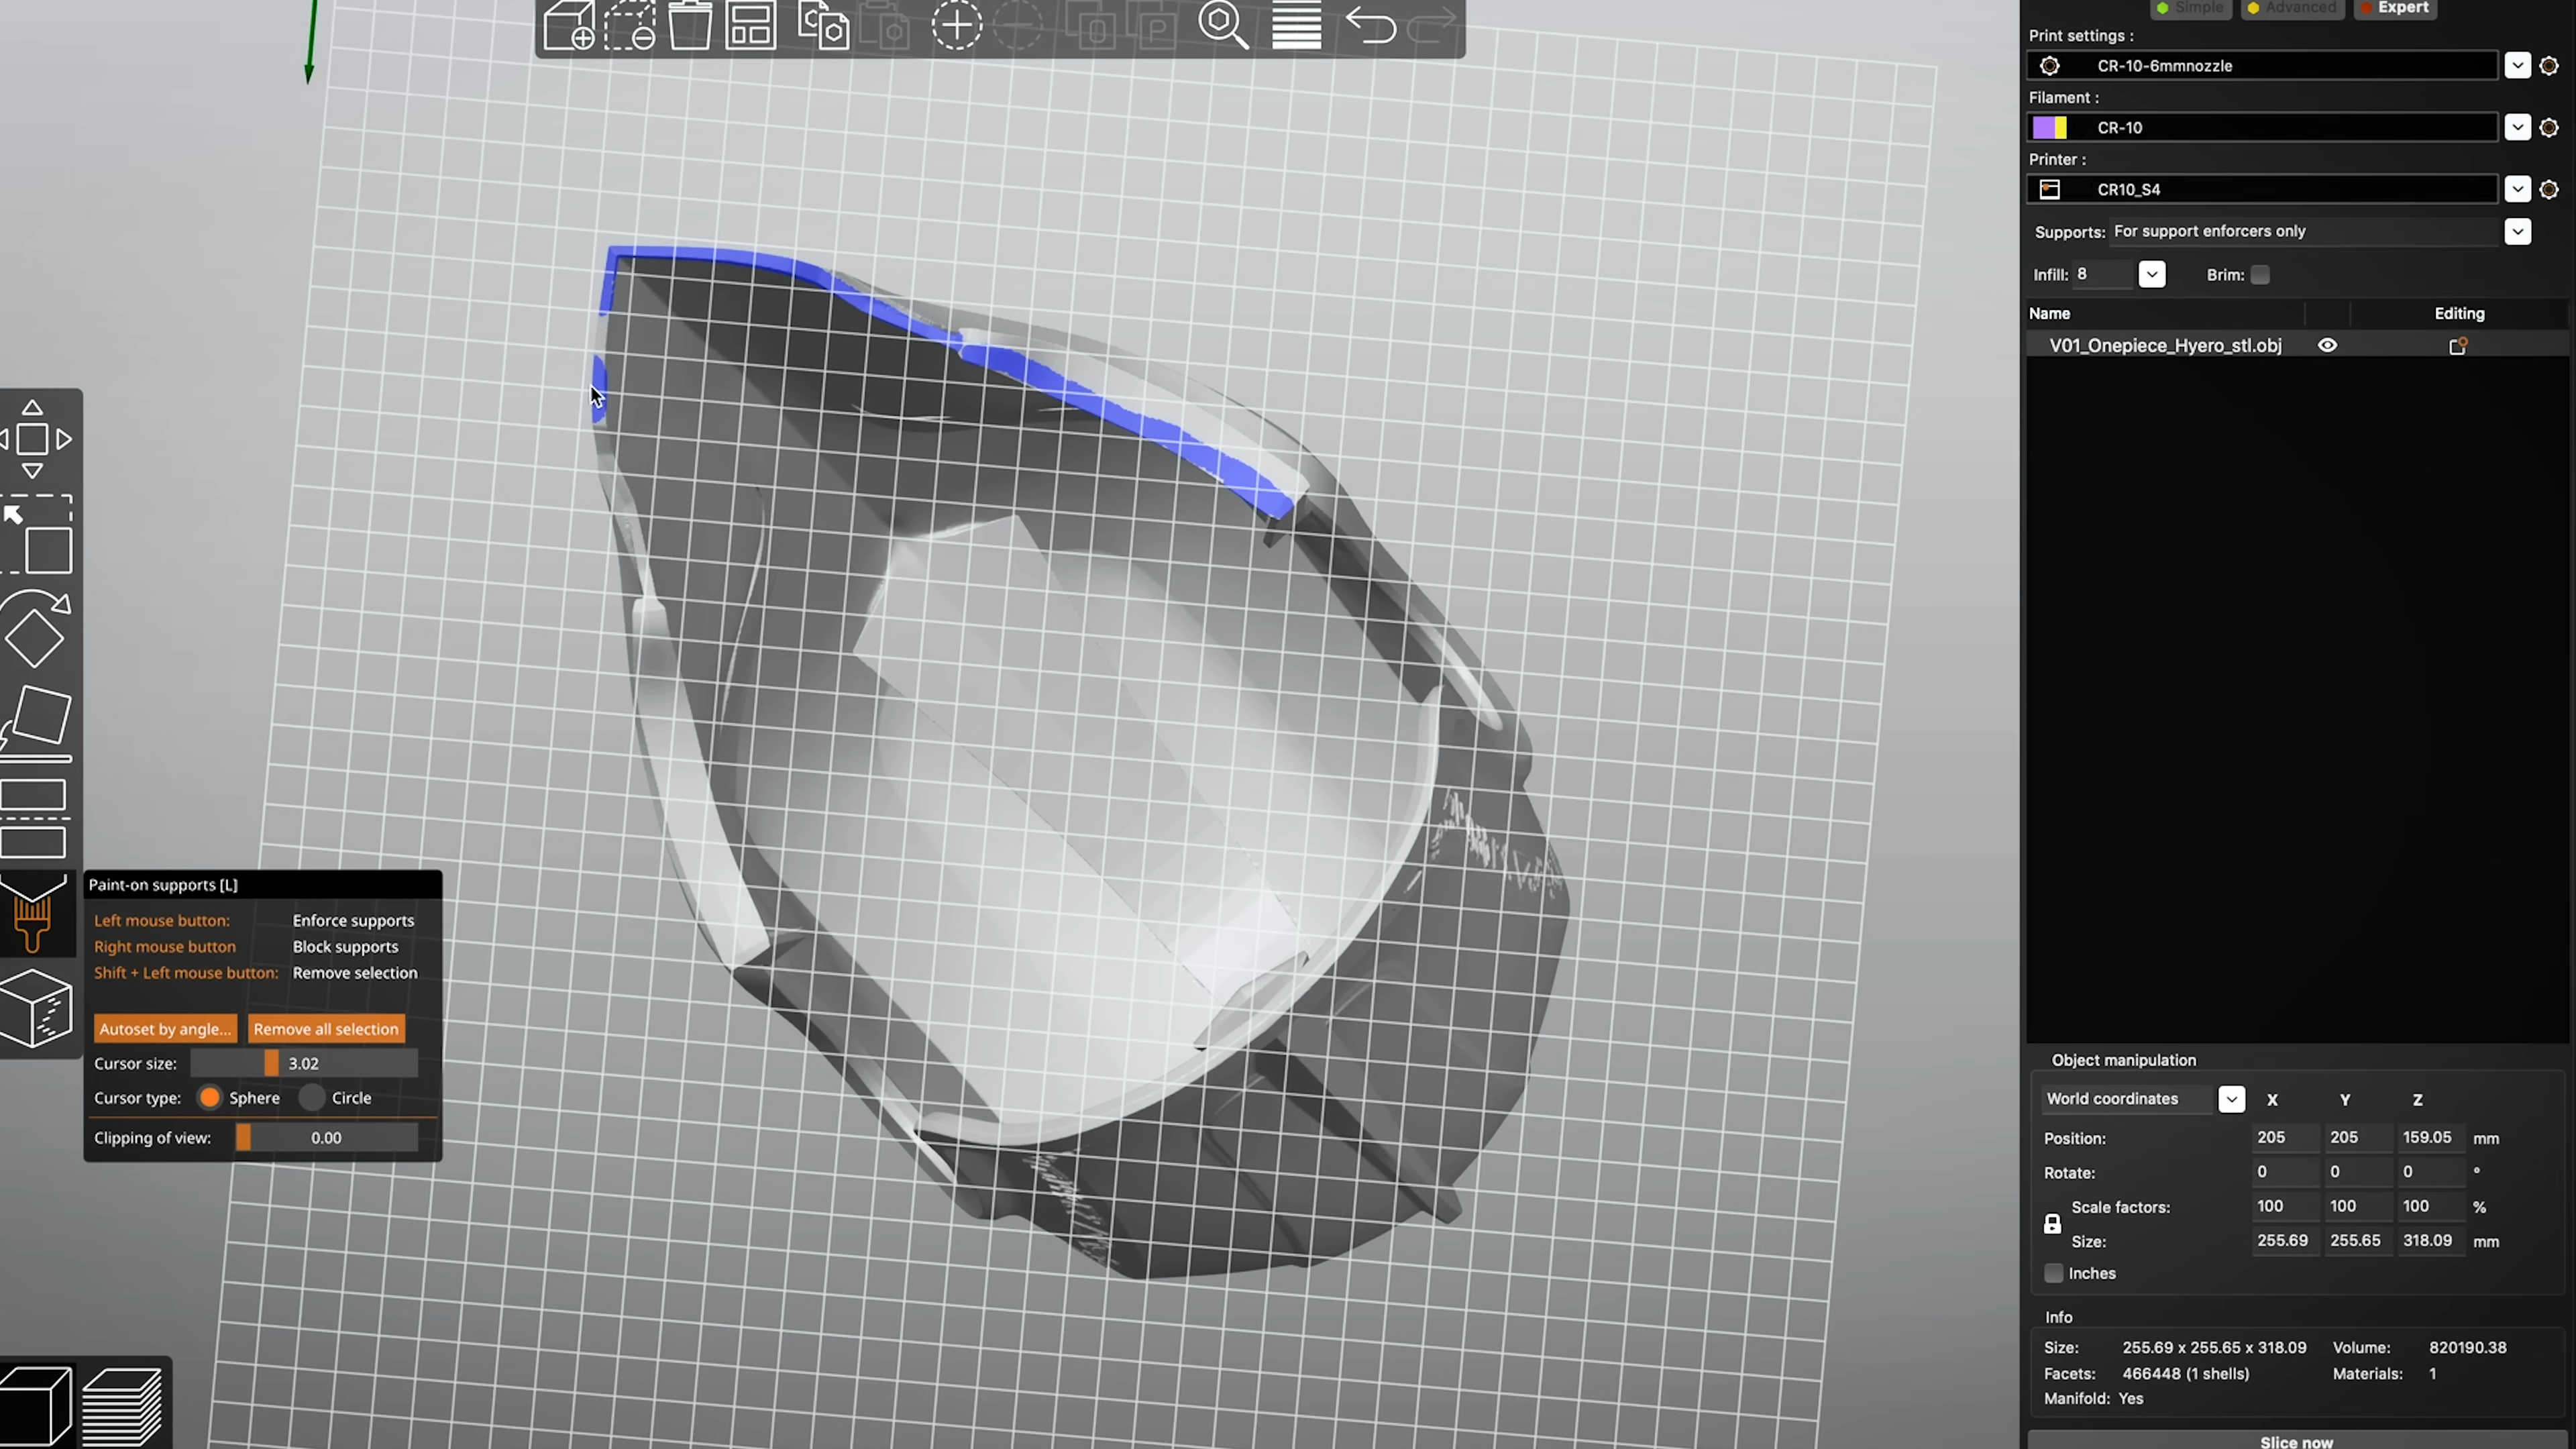 Simple Advanced Expert
Print settings :
CR-10-6mmnozzle
Filament :
CR-10
Printer :
CR10_S4
Supports: For support enforcers only
Infill: 8 Brim:
Name Editing
V01_Onepiece_Hyero_stl.obj
Paint-on supports [L]
Left mouse button: Enforce supports
Right mouse button Block supports
Shift + Left mouse button: Remove selection
Autoset by angle... Remove all selection
Cursor size: 3.02
Cursor type: Sphere Circle
Clipping of view: 0.00
Object manipulation
World coordinates X Y Z
Position: 205 205 159.05 mm
Rotate: 0 0 0 °
Scale factors: 100 100 100 %
Size: 255.69 255.65 318.09 mm
Inches
Info
Size: 255.69 x 255.65 x 318.09 Volume: 820190.38
Facets: 466448 (1 shells) Materials: 1
Manifold: Yes
Slice now